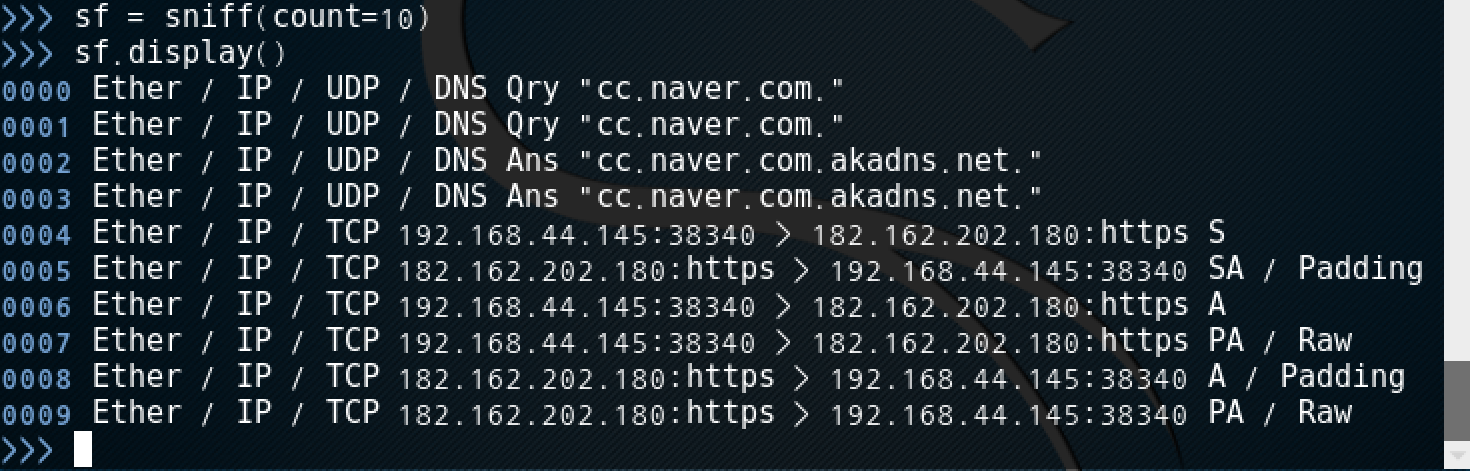 >>> sf = sniff(count=10)
>>> sf.display()
0000 Ether / IP / UDP / DNS Qry "cc.naver.com."
0001 Ether / IP / UDP / DNS Qry "cc.naver.com."
0002 Ether / IP / UDP / DNS Ans "cc.naver.com.akadns.net."
0003 Ether / IP / UDP / DNS Ans "cc.naver.com.akadns.net."
0004 Ether / IP / TCP 192.168.44.145:38340 > 182.162.202.180:https S
0005 Ether / IP / TCP 182.162.202.180:https > 192.168.44.145:38340 SA / Padding
0006 Ether / IP / TCP 192.168.44.145:38340 > 182.162.202.180:https A
0007 Ether / IP / TCP 192.168.44.145:38340 > 182.162.202.180:https PA / Raw
0008 Ether / IP / TCP 182.162.202.180:https > 192.168.44.145:38340 A / Padding
0009 Ether / IP / TCP 182.162.202.180:https > 192.168.44.145:38340 PA / Raw
>>>